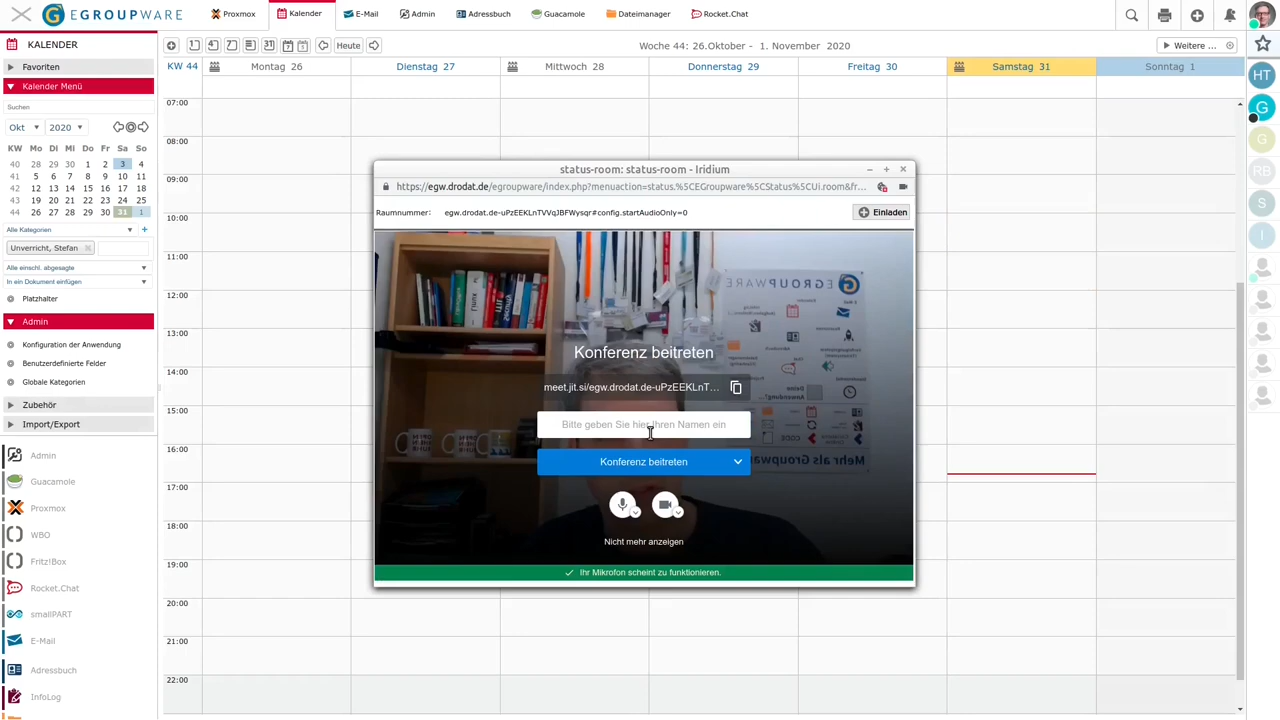 EGROUPWARE
Proxmox
Kalender
E-Mail
Admin
Adressbuch
Guacamole
Dateimanager
Rocket.Chat
KALENDER
Heute
Woche 44: 26.Oktober - 1. November 2020
Weitere ...
Favoriten
Kalender Menü
Suchen
Okt 2020
KW Mo Di Mi Do Fr Sa So
40 28 29 30 1 2 3 4
41 5 6 7 8 9 10 11
42 12 13 14 15 16 17 18
43 19 20 21 22 23 24 25
44 26 27 28 29 30 31 1
Alle Kategorien
Unverricht, Stefan
Alle einschl. abgesagte
In ein Dokument einfügen
Platzhalter
Admin
Konfiguration der Anwendung
Benutzerdefinierte Felder
Globale Kategorien
Zubehör
Import/Export
Admin
Guacamole
Proxmox
WBO
Fritz!Box
Rocket.Chat
smallPART
E-Mail
Adressbuch
InfoLog
KW 44
Montag 26
Dienstag 27
Mittwoch 28
Donnerstag 29
Freitag 30
Samstag 31
Sonntag 1
07:00
08:00
09:00
10:00
11:00
12:00
13:00
14:00
15:00
16:00
17:00
18:00
19:00
20:00
21:00
22:00
status-room: status-room - Iridium
https://egw.drodat.de/egroupware/index.php?menuaction=status.%5CEGroupware%5CStatus%5CUi.room&fr...
Raumnummer: egw.drodat.de-uPzEEKLnTVVqJBFWysqr#config.startAudioOnly=0
Einladen
EGROUPWARE
Konferenz beitreten
meet.jit.si/egw.drodat.de-uPzEEKLnT...
Bitte geben Sie hier Ihren Namen ein
Konferenz beitreten
Mehr als Groupware
Nicht mehr anzeigen
Ihr Mikrofon scheint zu funktionieren.
HT
G
G
RB
S
I